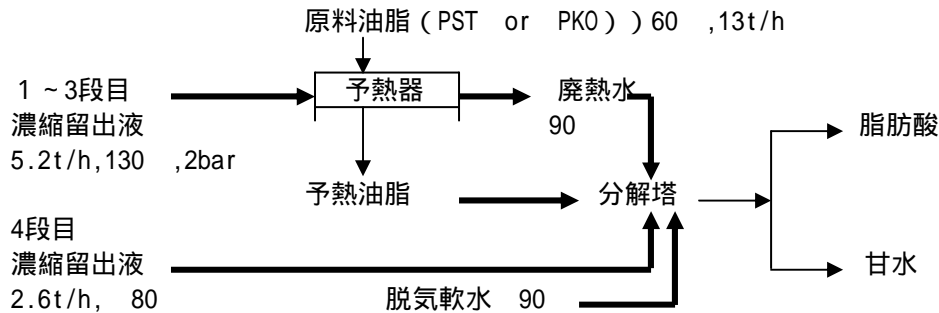 原料油脂(PST or PKO))60 ,13t/h
1~3段目
濃縮留出液
5.2t/h,130 ,2bar
予熱器
廃熱水
90
脂肪酸
予熱油脂
分解塔
4段目
濃縮留出液
2.6t/h, 80
脱気軟水 90
甘水